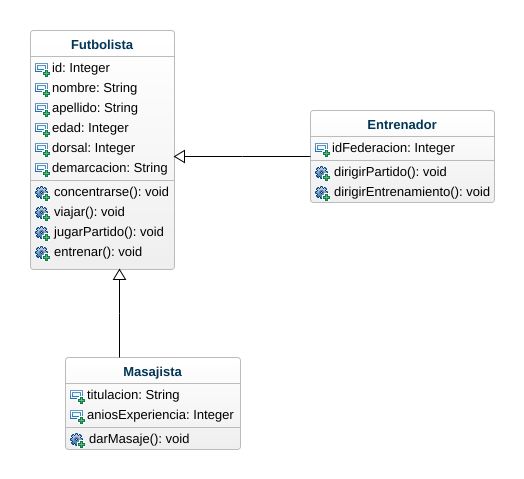 Futbolista
id: Integer
nombre: String
apellido: String
edad: Integer
dorsal: Integer
demarcacion: String
concentrarse(): void
viajar(): void
jugarPartido(): void
entrenar(): void
Entrenador
idFederacion: Integer
dirigirPartido(): void
dirigirEntrenamiento(): void
Masajista
titulacion: String
aniosExperiencia: Integer
darMasaje(): void